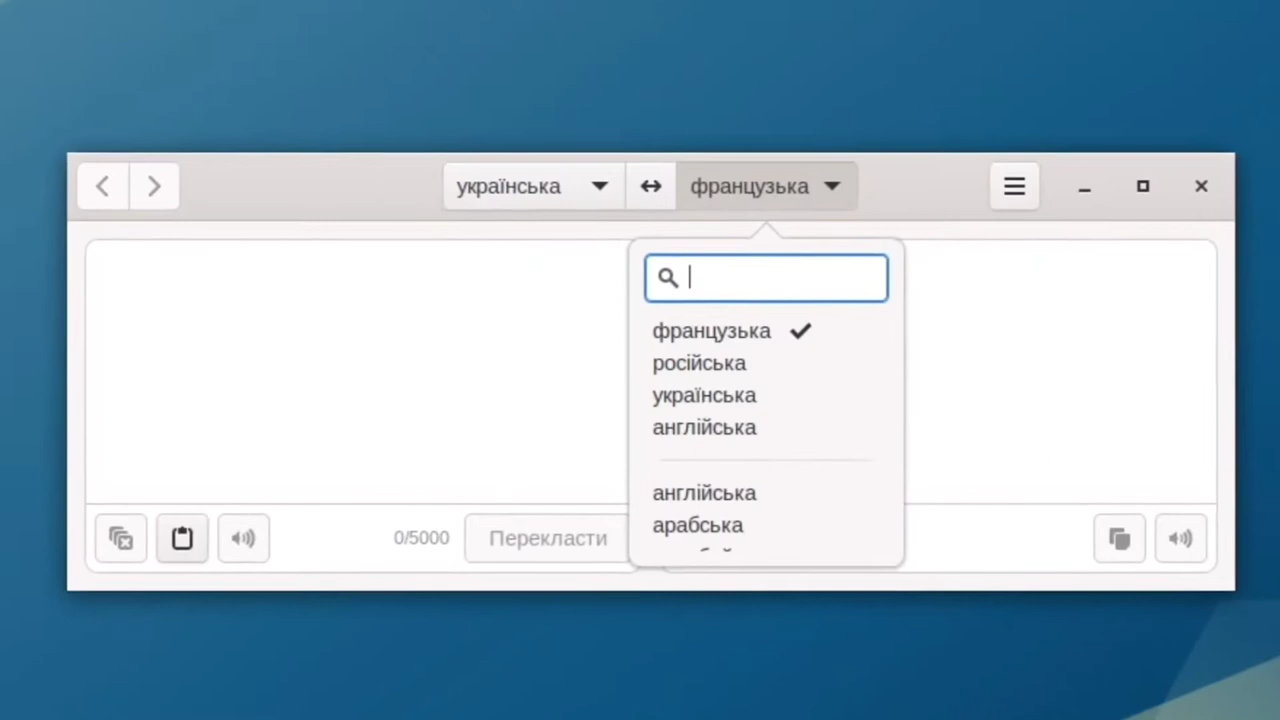 українська
французька
французька
російська
українська
англійська
англійська
арабська
0/5000
Перекласти